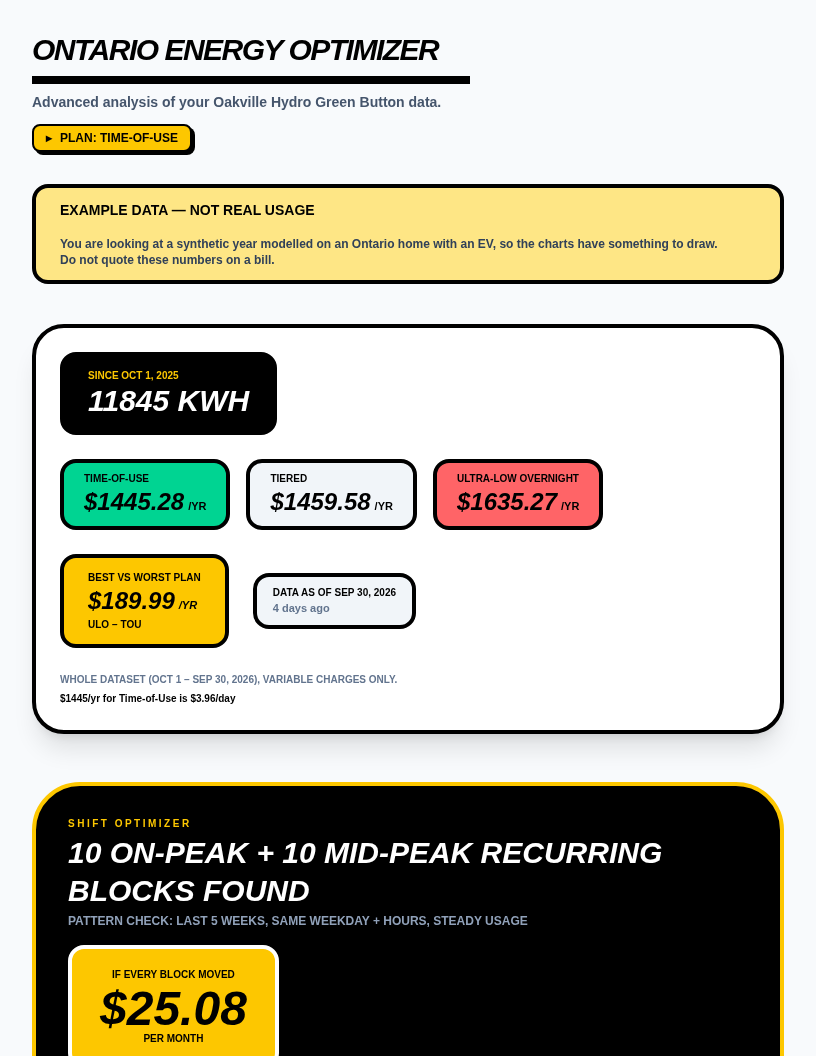 ONTARIO ENERGY OPTIMIZER
Advanced analysis of your Oakville Hydro Green Button data.
► PLAN: TIME-OF-USE
EXAMPLE DATA — NOT REAL USAGE
You are looking at a synthetic year modelled on an Ontario home with an EV, so the charts have something to draw.
Do not quote these numbers on a bill.
SINCE OCT 1, 2025
11845 KWH
TIME-OF-USE
$1445.28 /YR
TIERED
$1459.58 /YR
ULTRA-LOW OVERNIGHT
$1635.27 /YR
BEST VS WORST PLAN
$189.99 /YR
ULO – TOU
DATA AS OF SEP 30, 2026
4 days ago
WHOLE DATASET (OCT 1 – SEP 30, 2026), VARIABLE CHARGES ONLY.
$1445/yr for Time-of-Use is $3.96/day
SHIFT OPTIMIZER
10 ON-PEAK + 10 MID-PEAK RECURRING
BLOCKS FOUND
PATTERN CHECK: LAST 5 WEEKS, SAME WEEKDAY + HOURS, STEADY USAGE
IF EVERY BLOCK MOVED
$25.08
PER MONTH